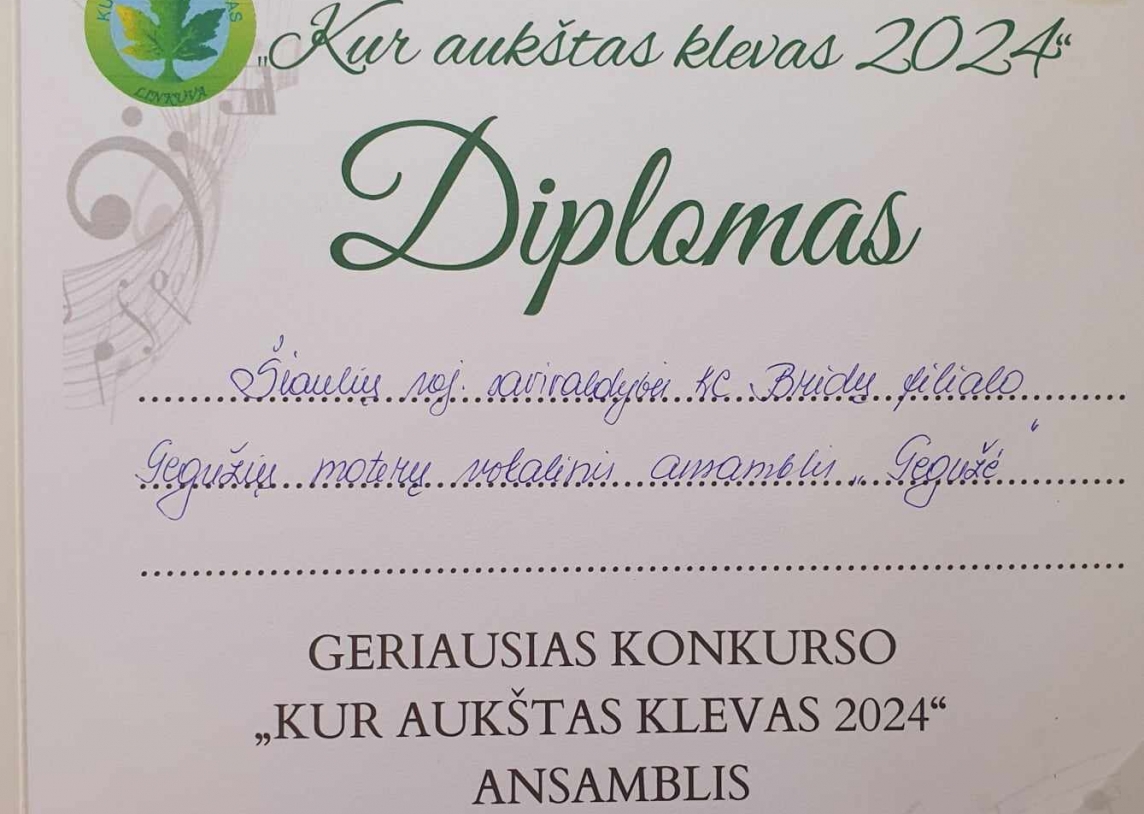 LINKUVA
„Kur aukštas klevas 2024“
Diplomas
Šiaulių raj. savivaldybės KC Bridų filialo
Gegužių moterų vokalinis ansamblis „Gegužė“
GERIAUSIAS KONKURSO
„KUR AUKŠTAS KLEVAS 2024“
ANSAMBLIS